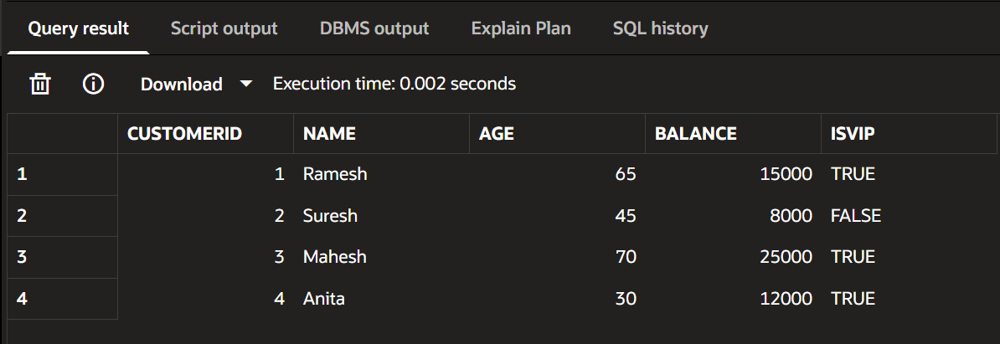 Query result Script output DBMS output Explain Plan SQL history
Download Execution time: 0.002 seconds
CUSTOMERID NAME AGE BALANCE ISVIP
1 1 Ramesh 65 15000 TRUE
2 2 Suresh 45 8000 FALSE
3 3 Mahesh 70 25000 TRUE
4 4 Anita 30 12000 TRUE